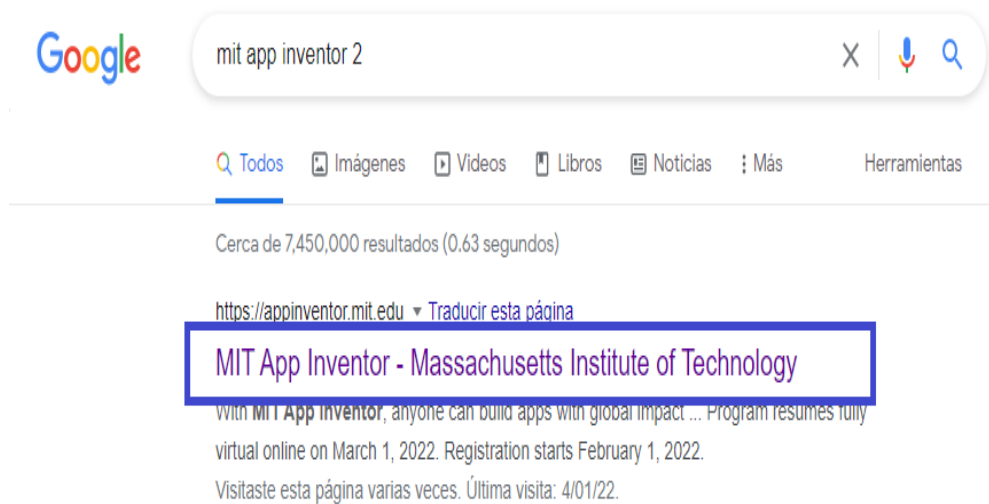 Google
mit app inventor 2
Todos Imágenes Videos Libros Noticias Más Herramientas
Cerca de 7,450,000 resultados (0.63 segundos)
https://appinventor.mit.edu Traducir esta página
MIT App Inventor - Massachusetts Institute of Technology
With MIT App Inventor, anyone can build apps with global impact ... Program resumes fully
virtual online on March 1, 2022. Registration starts February 1, 2022.
Visitaste esta página varias veces. Última visita: 4/01/22.